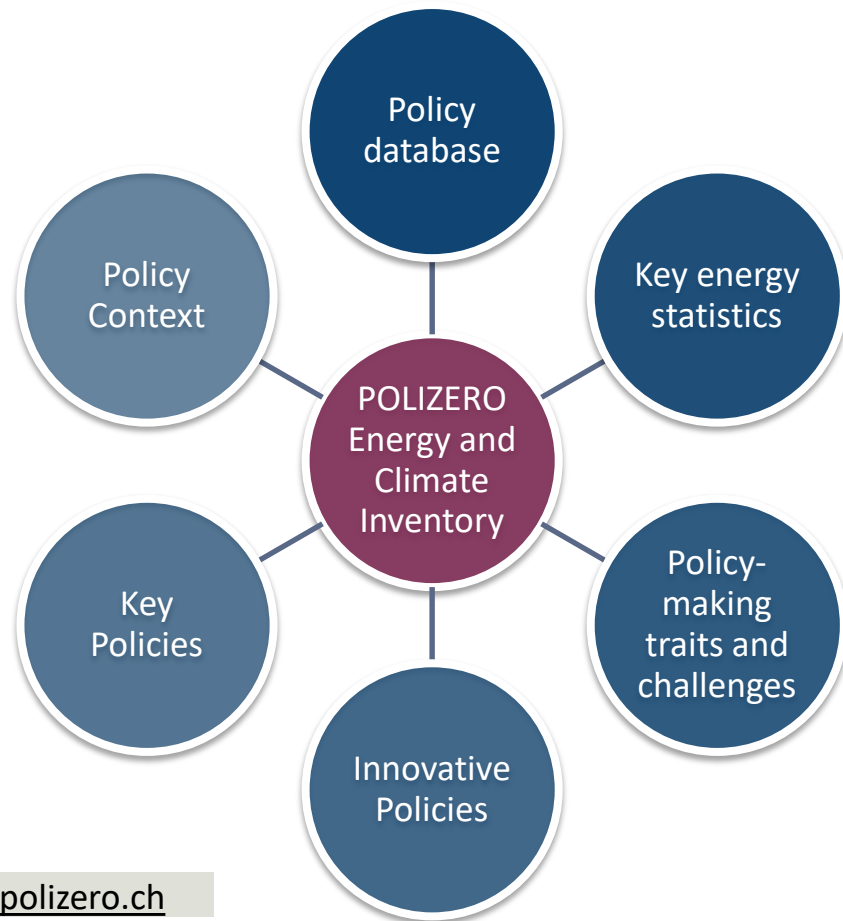 Policy
database
Key energy
statistics
Policy-
making
traits and
challenges
Innovative
Policies
Key
Policies
Policy
Context
POLIZERO
Energy and
Climate
Inventory
polizero.ch